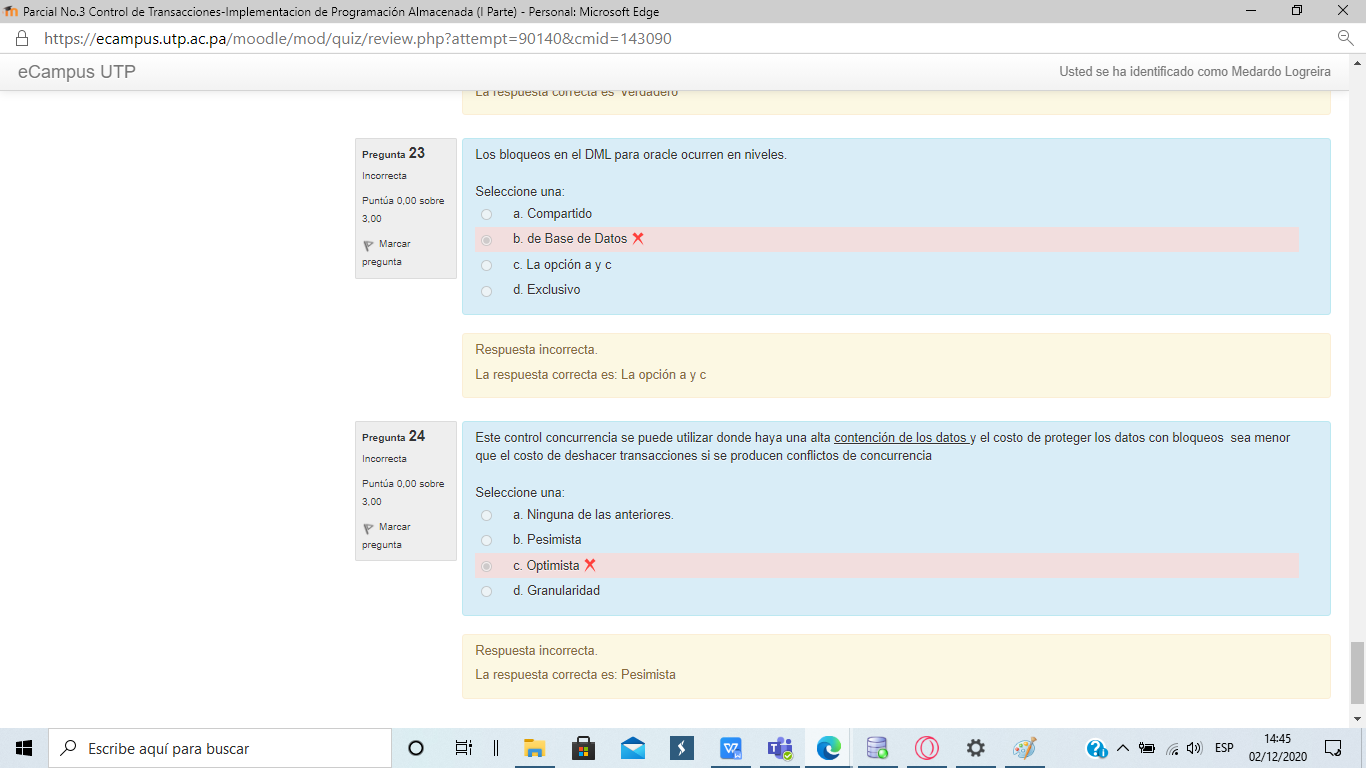 Parcial No.3 Control de Transacciones-Implementacion de Programación Almacenada (I Parte) - Personal: Microsoft Edge
https://ecampus.utp.ac.pa/moodle/mod/quiz/review.php?attempt=90140&cmid=143090
eCampus UTP
Usted se ha identificado como Medardo Logreira
La respuesta correcta es 'Verdadero'
Pregunta 23
Incorrecta
Puntúa 0,00 sobre
3,00
Marcar
pregunta
Los bloqueos en el DML para oracle ocurren en niveles.
Seleccione una:
a. Compartido
b. de Base de Datos
c. La opción a y c
d. Exclusivo
Respuesta incorrecta.
La respuesta correcta es: La opción a y c
Pregunta 24
Incorrecta
Puntúa 0,00 sobre
3,00
Marcar
pregunta
Este control concurrencia se puede utilizar donde haya una alta contención de los datos y el costo de proteger los datos con bloqueos sea menor
que el costo de deshacer transacciones si se producen conflictos de concurrencia
Seleccione una:
a. Ninguna de las anteriores.
b. Pesimista
c. Optimista
d. Granularidad
Respuesta incorrecta.
La respuesta correcta es: Pesimista
Escribe aquí para buscar
ESP
14:45
02/12/2020